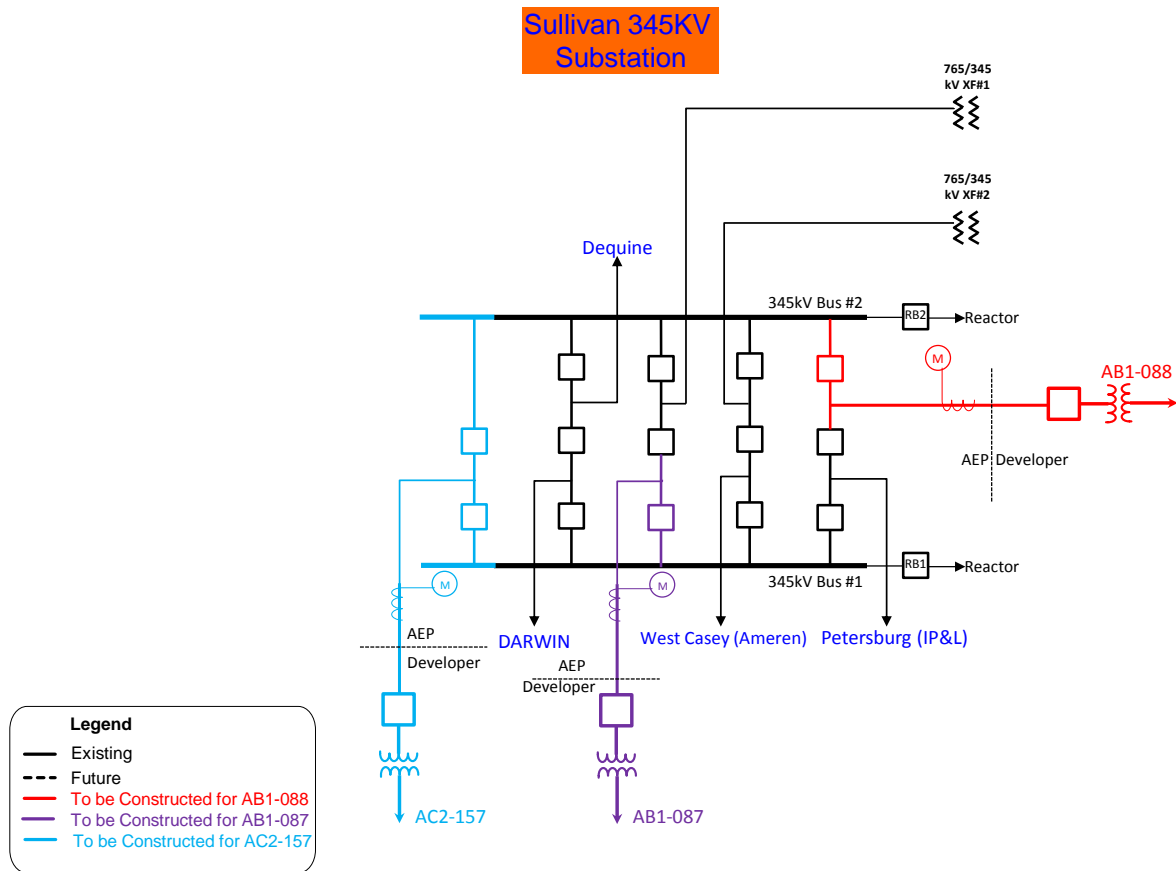 Sullivan 345KV
Substation
765/345
kV XF#1
765/345
kV XF#2
Dequine
345kV Bus #2
RB2
Reactor
M
AB1-088
AEP
Developer
345kV Bus #1
RB1
Reactor
M
M
DARWIN
West Casey (Ameren)
Petersburg (IP&L)
AEP
Developer
AEP
Developer
AC2-157
AB1-087
Legend
Existing
Future
To be Constructed for AB1-088
To be Constructed for AB1-087
To be Constructed for AC2-157